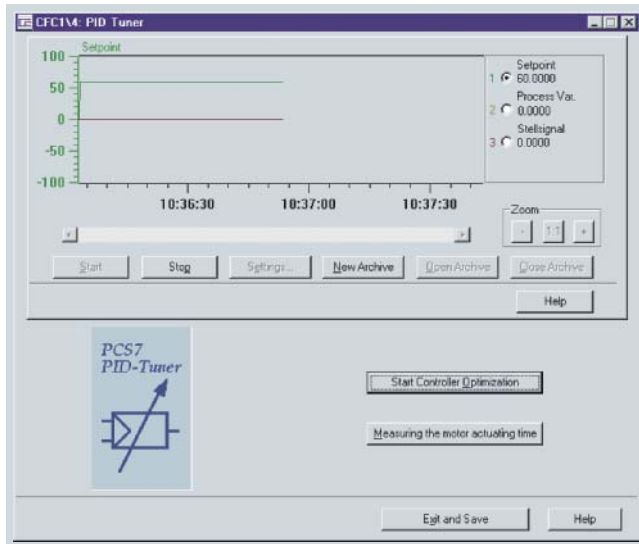 CFC1\4: PID Tuner
Setpoint
100
50
0
-50
-100
10:36:30 10:37:00 10:37:30
Setpoint
1 60.0000
Process Var.
2 0.0000
Stellsignal
3 0.0000
Zoom
- 1:1 +
Start Stop Settings... New Archive Open Archive Close Archive
Help
PCS7
PID-Tuner
Start Controller Optimization
Measuring the motor actuating time
Exit and Save Help